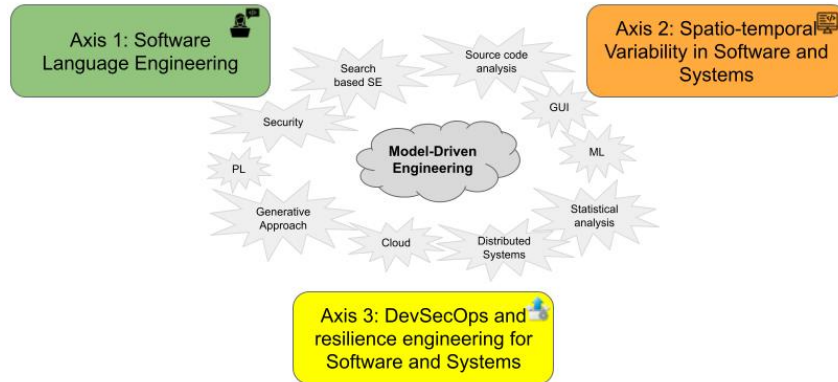 Axis 1: Software
Language Engineering
Axis 2: Spatio-temporal
Variability in Software and
Systems
Search
based SE
Source code
analysis
GUI
Security
Model-Driven
Engineering
ML
PL
Generative
Approach
Statistical
analysis
Cloud
Distributed
Systems
Axis 3: DevSecOps and
resilience engineering for
Software and Systems